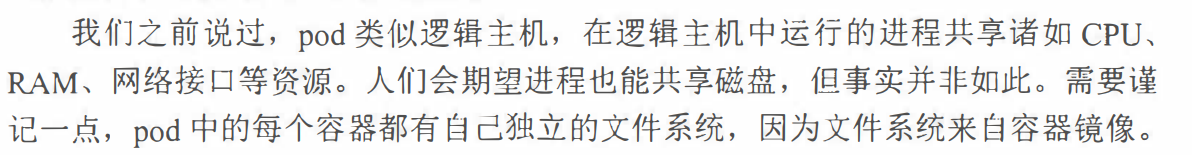 我们之前说过，pod 类似逻辑主机，在逻辑主机中运行的进程共享诸如 CPU、
RAM、网络接口等资源。人们会期望进程也能共享磁盘，但事实并非如此。需要谨
记一点，pod 中的每个容器都有自己独立的文件系统，因为文件系统来自容器镜像。